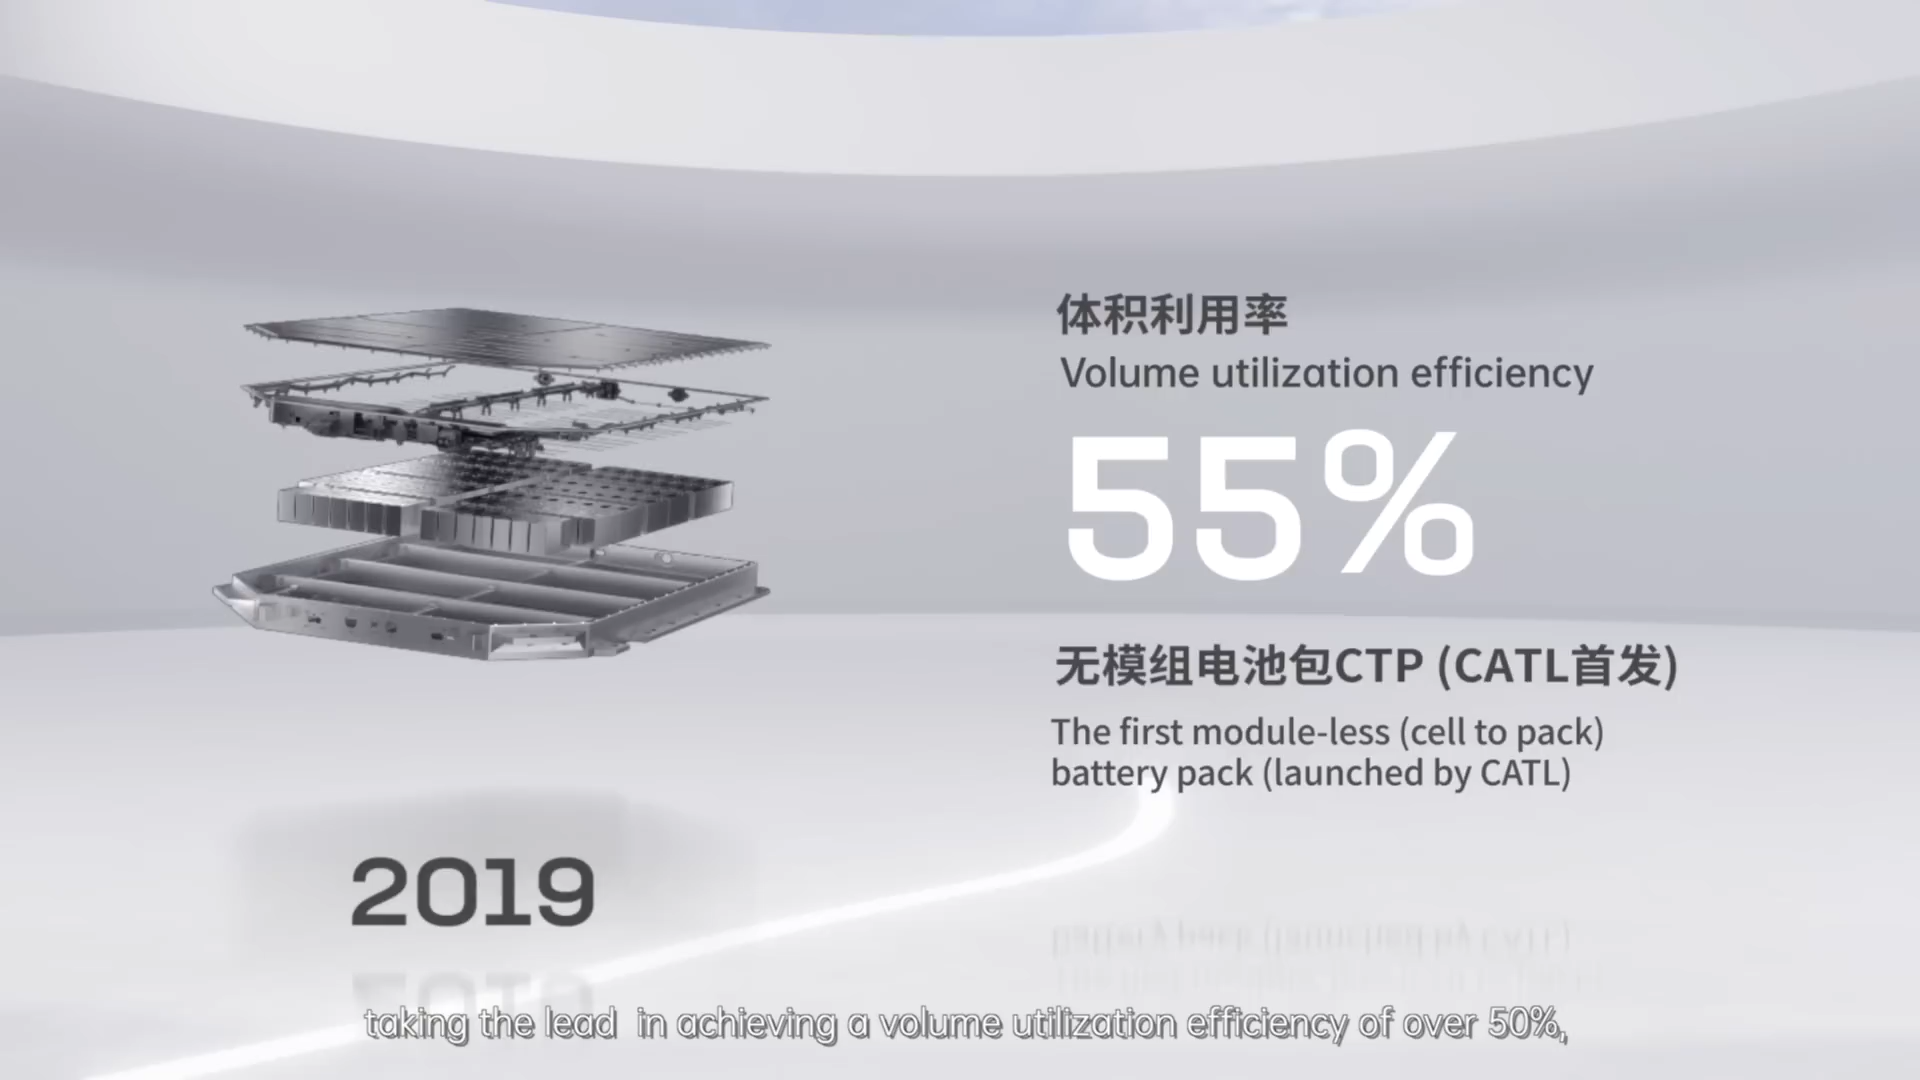 体积利用率
Volume utilization efficiency
55%
无模组电池包CTP (CATL首发)
The first module-less (cell to pack)
battery pack (launched by CATL)
2019
taking the lead in achieving a volume utilization efficiency of over 50%,